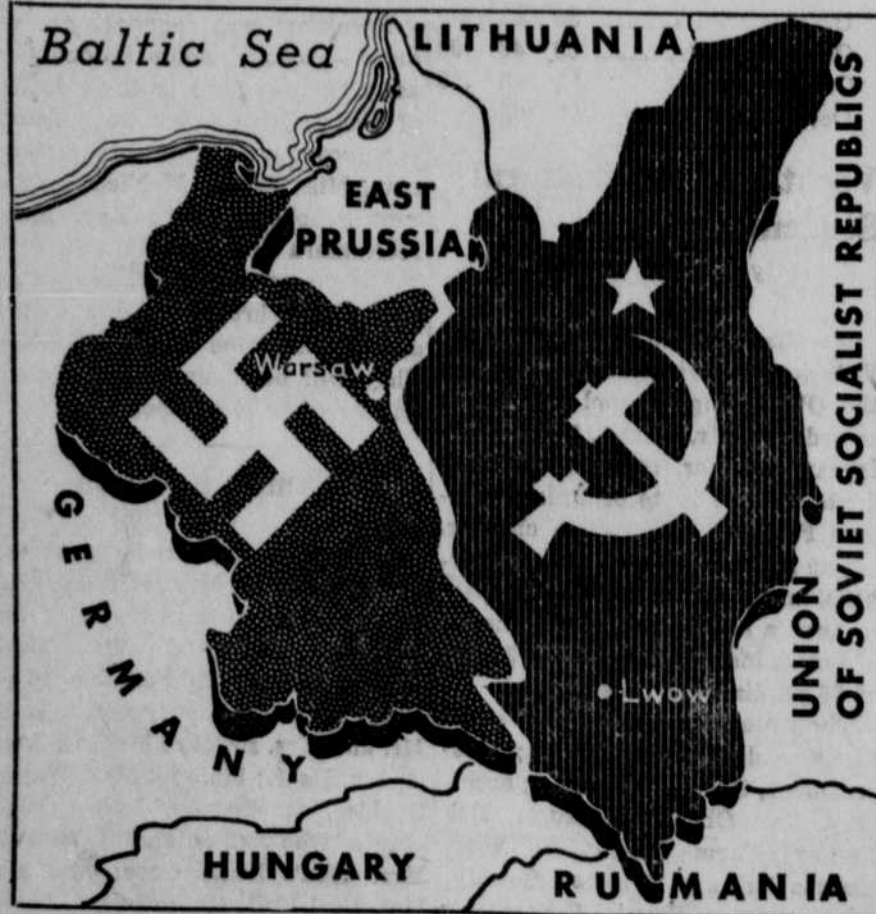 Baltic Sea
LITHUANIA
EAST
PRUSSIA
Warsaw
GERMANY
UNION
OF SOVIET SOCIALIST REPUBLICS
Lwow
HUNGARY
RUMANIA